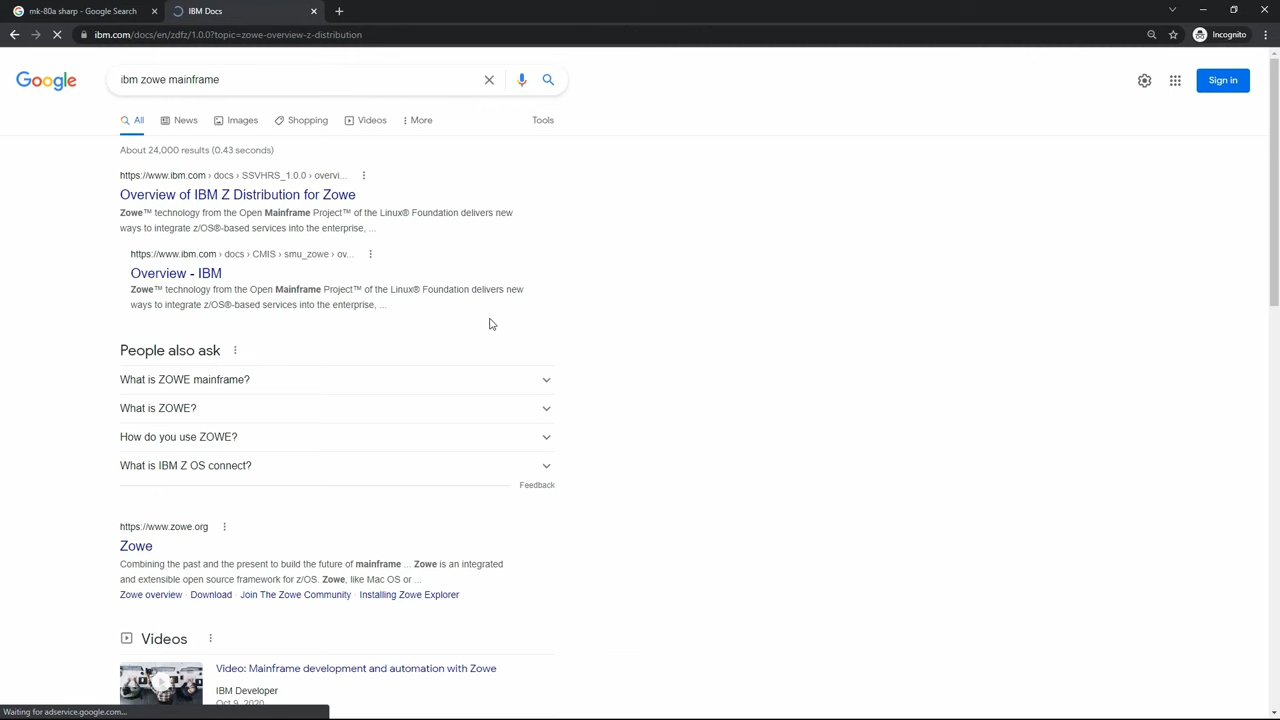 mk-80a sharp - Google Search
IBM Docs
ibm.com/docs/en/zdfz/1.0.0?topic=zowe-overview-z-distribution
Incognito
Google
ibm zowe mainframe
Sign in
All
News
Images
Shopping
Videos
More
Tools
About 24,000 results (0.43 seconds)
https://www.ibm.com › docs › SSVHRS_1.0.0 › overvi...
Overview of IBM Z Distribution for Zowe
Zowe™ technology from the Open Mainframe Project™ of the Linux® Foundation delivers new
ways to integrate z/OS®-based services into the enterprise, ...
https://www.ibm.com › docs › CMIS › smu_zowe › ov...
Overview - IBM
Zowe™ technology from the Open Mainframe Project™ of the Linux® Foundation delivers new
ways to integrate z/OS®-based services into the enterprise, ...
People also ask
What is ZOWE mainframe?
What is ZOWE?
How do you use ZOWE?
What is IBM Z OS connect?
Feedback
https://www.zowe.org
Zowe
Combining the past and the present to build the future of mainframe ... Zowe is an integrated
and extensible open source framework for z/OS. Zowe, like Mac OS or ...
Zowe overview · Download · Join The Zowe Community · Installing Zowe Explorer
Videos
Video: Mainframe development and automation with Zowe
IBM Developer
Oct 9, 2020
Waiting for adservice.google.com...